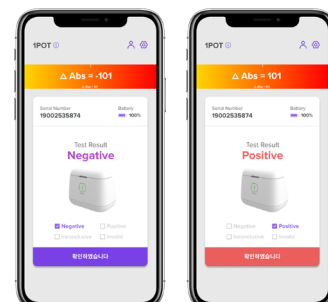 1POT
△ Abs = -101
Serial Number
Battery
19002535874
100%
Test Result
Negative
Negative
Positive
Inconclusive
Invalid
확인하였습니다
1POT
△ Abs = 101
Serial Number
Battery
19002535874
100%
Test Result
Positive
Negative
Positive
Inconclusive
Invalid
확인하였습니다